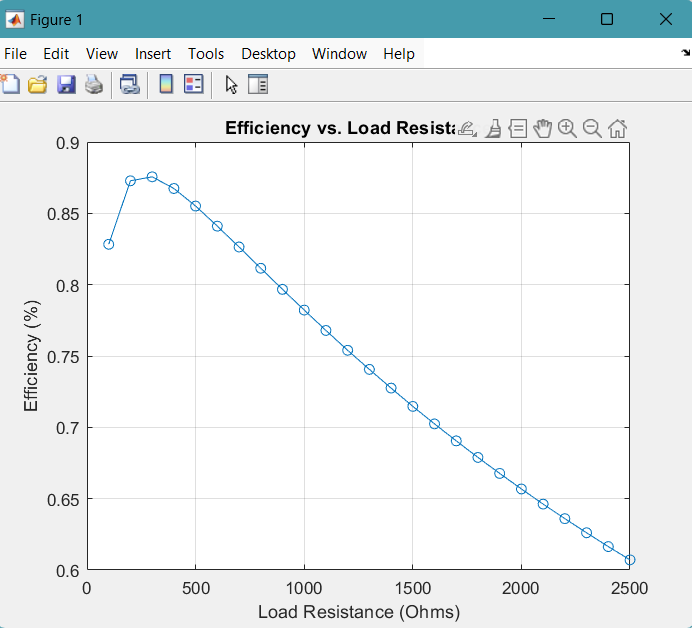 Figure 1
File Edit View Insert Tools Desktop Window Help
Efficiency vs. Load
0.9
0.85
0.8
0.75
0.7
0.65
0.6
Efficiency (%)
0 500 1000 1500 2000 2500
Load Resistance (Ohms)